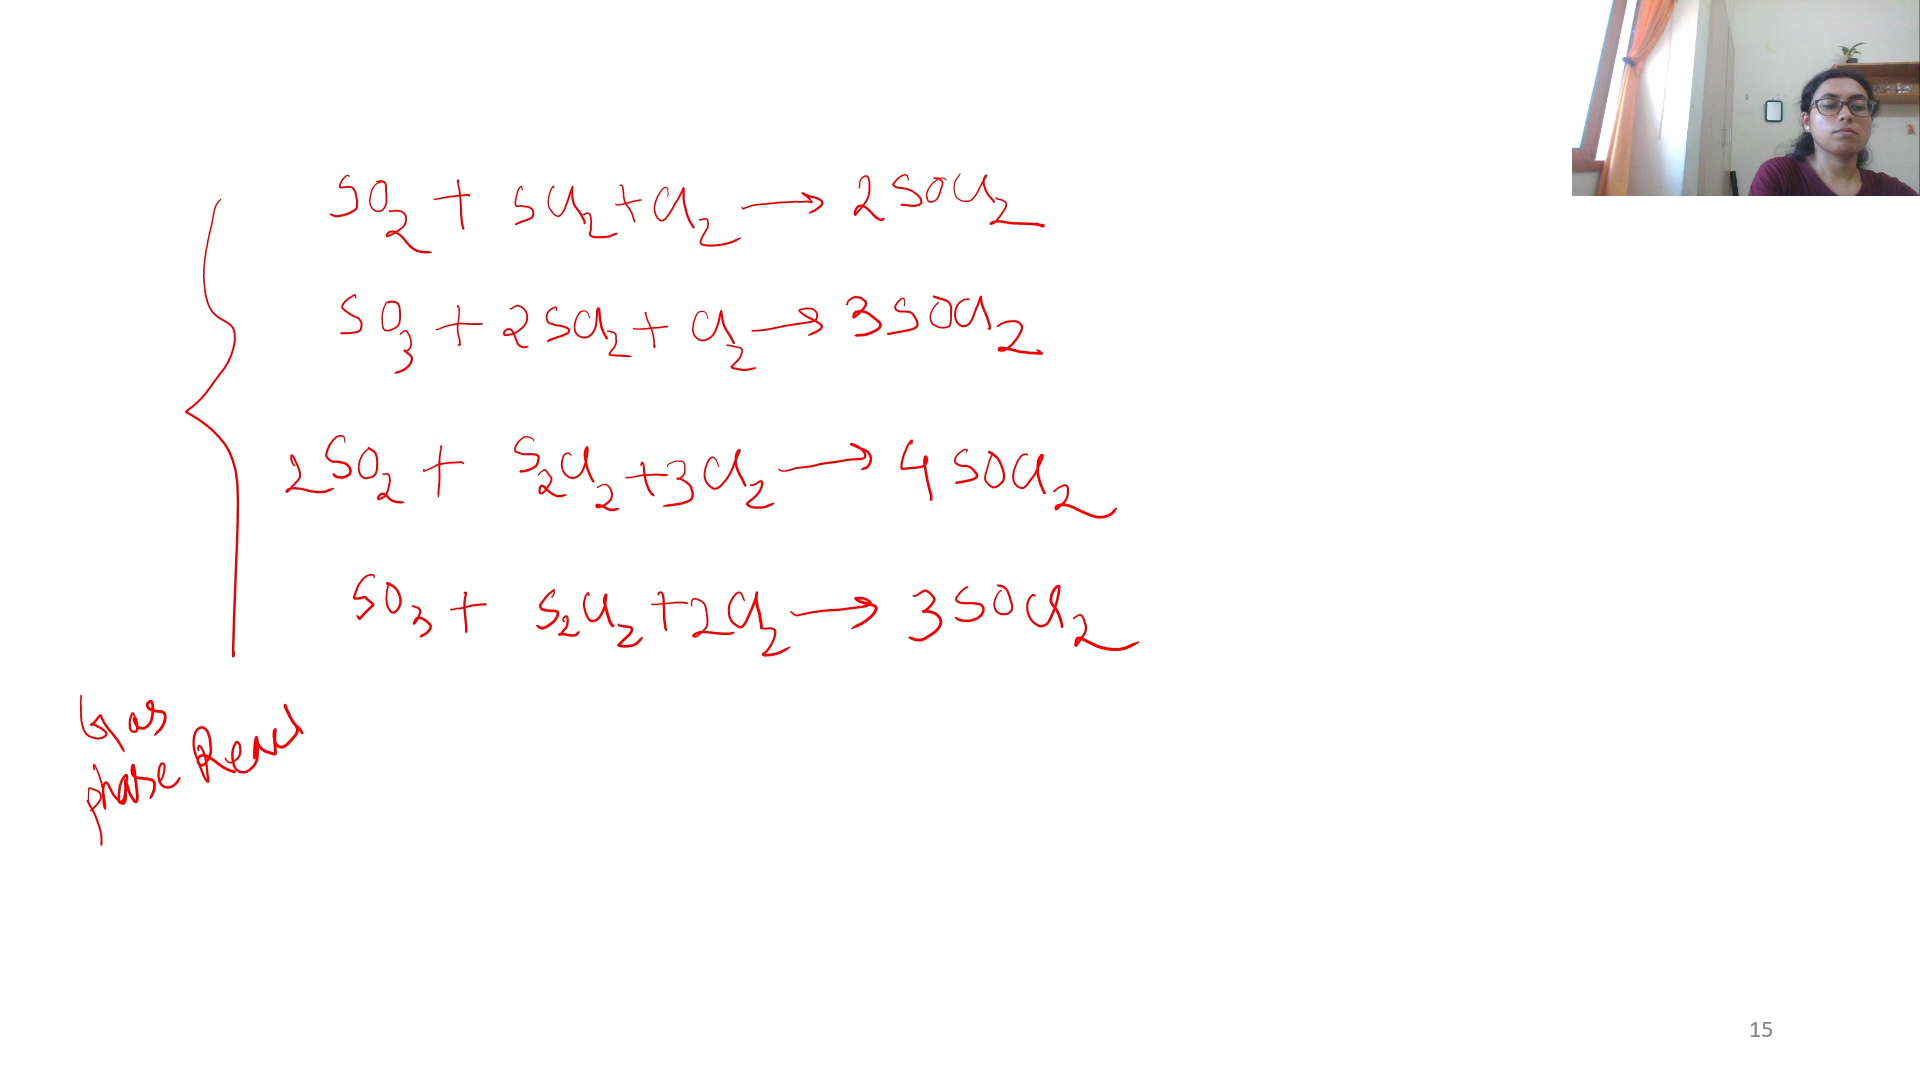 SO₂ + SCl₂ + Cl₂ → 2SOCl₂
SO₃ + 2SCl₂ + Cl₂ → 3SOCl₂
2SO₂ + S₂Cl₂ + 3Cl₂ → 4SOCl₂
SO₃ + S₂Cl₂ + 2Cl₂ → 3SOCl₂
Gas
phase
15